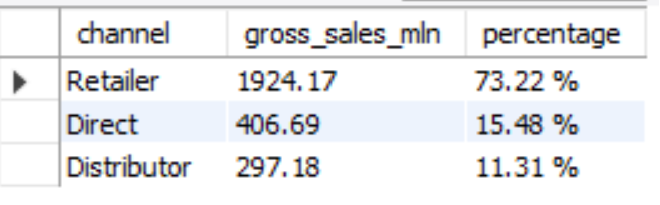 channel gross_sales_mln percentage
Retailer 1924.17 73.22 %
Direct 406.69 15.48 %
Distributor 297.18 11.31 %